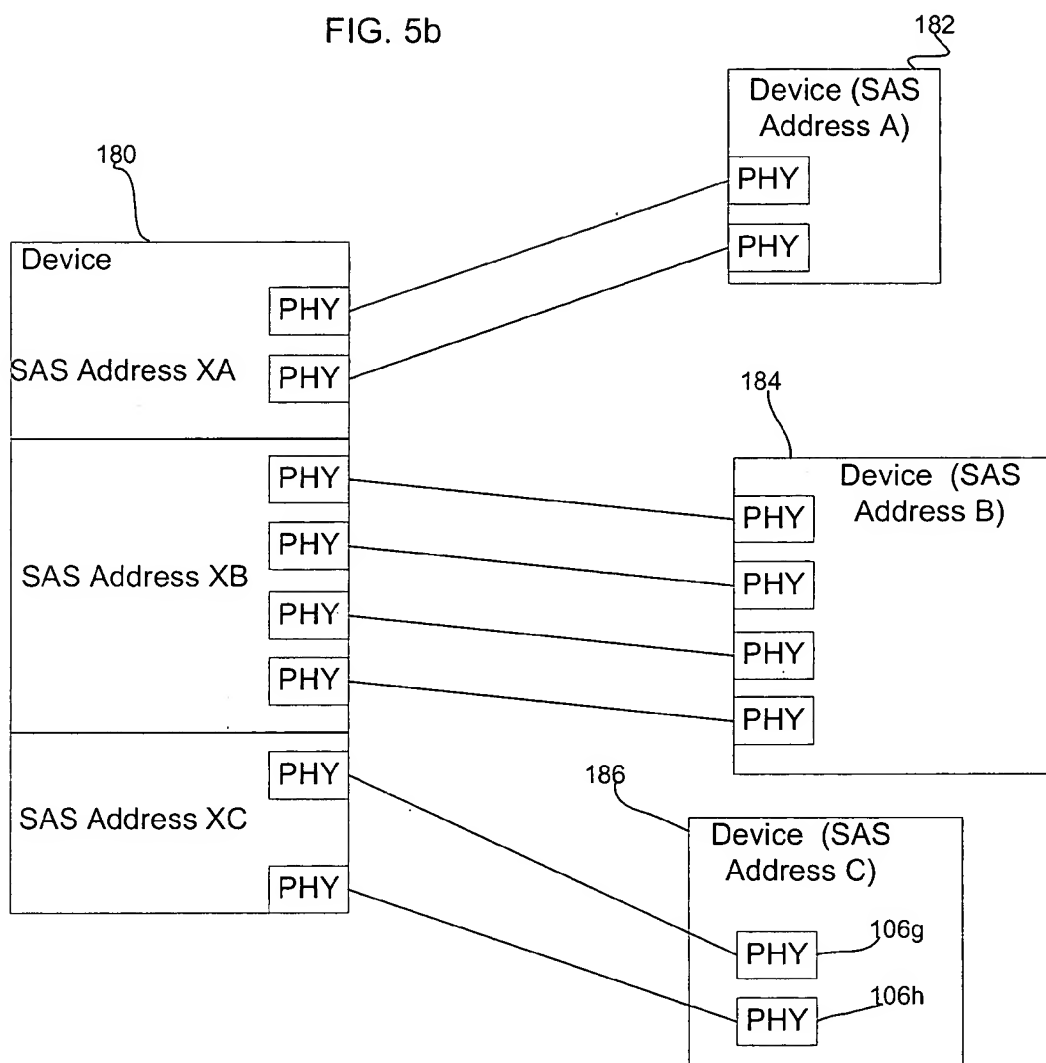 FIG. 5b
182
Device (SAS
Address A)
PHY
PHY
180
Device
PHY
SAS Address XA
PHY
184
Device (SAS
Address B)
PHY
PHY
PHY
PHY
PHY
PHY
SAS Address XB
PHY
PHY
186
Device (SAS
Address C)
PHY
106g
PHY
106h
PHY
SAS Address XC
PHY